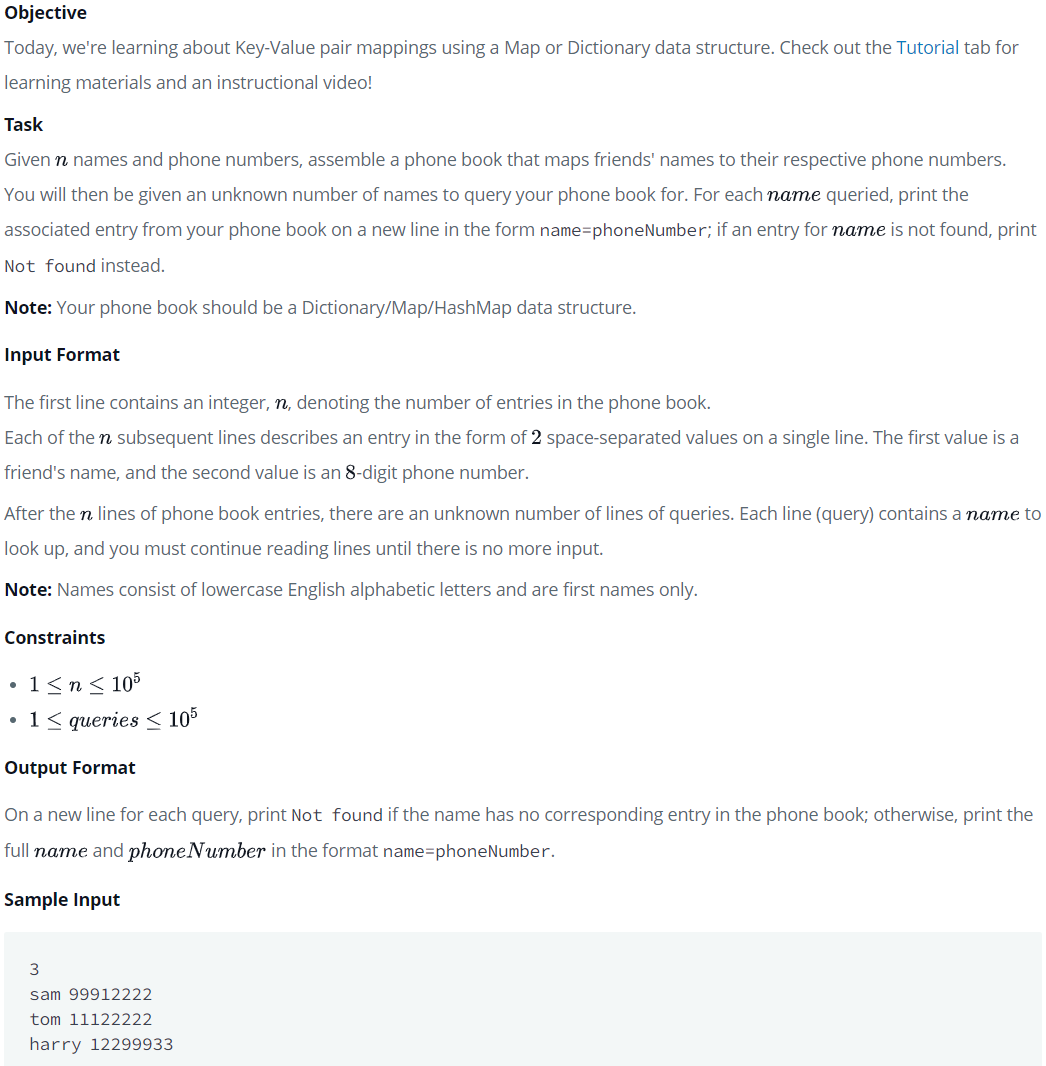 Objective
Today, we're learning about Key-Value pair mappings using a Map or Dictionary data structure. Check out the Tutorial tab for
learning materials and an instructional video!
Task
Given n names and phone numbers, assemble a phone book that maps friends' names to their respective phone numbers.
You will then be given an unknown number of names to query your phone book for. For each name queried, print the
associated entry from your phone book on a new line in the form name=phoneNumber; if an entry for name is not found, print
Not found instead.
Note: Your phone book should be a Dictionary/Map/HashMap data structure.
Input Format
The first line contains an integer, n, denoting the number of entries in the phone book.
Each of the n subsequent lines describes an entry in the form of 2 space-separated values on a single line. The first value is a
friend's name, and the second value is an 8-digit phone number.
After the n lines of phone book entries, there are an unknown number of lines of queries. Each line (query) contains a name to
look up, and you must continue reading lines until there is no more input.
Note: Names consist of lowercase English alphabetic letters and are first names only.
Constraints
• 1 ≤ n ≤ 10⁵
• 1 ≤ queries ≤ 10⁵
Output Format
On a new line for each query, print Not found if the name has no corresponding entry in the phone book; otherwise, print the
full name and phoneNumber in the format name=phoneNumber.
Sample Input
3
sam 99912222
tom 11122222
harry 12299933